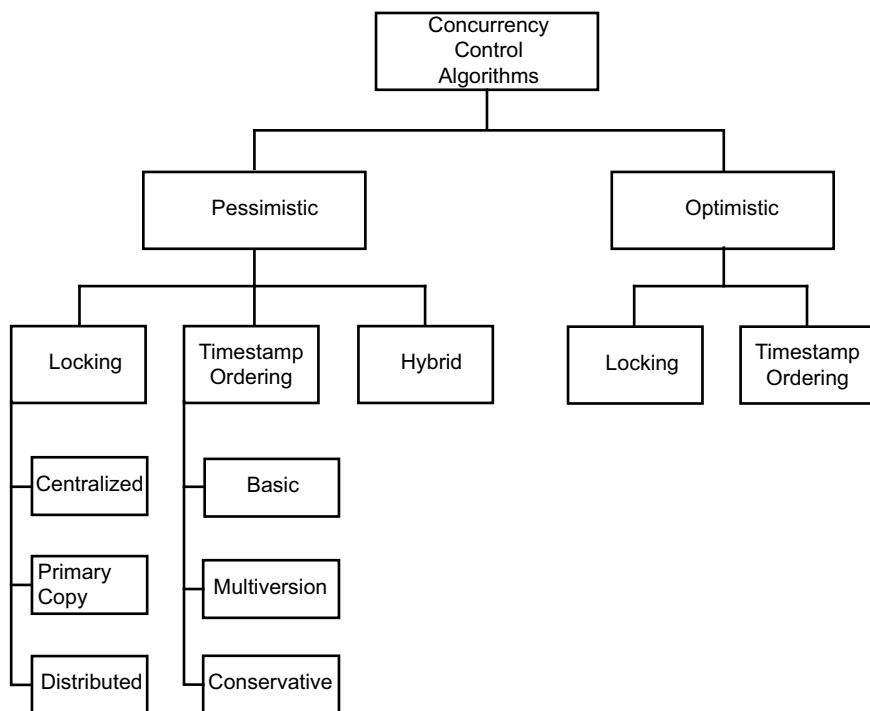 Concurrency
Control
Algorithms
Pessimistic
Optimistic
Locking
Timestamp
Ordering
Hybrid
Locking
Timestamp
Ordering
Centralized
Basic
Primary
Copy
Multiversion
Distributed
Conservative